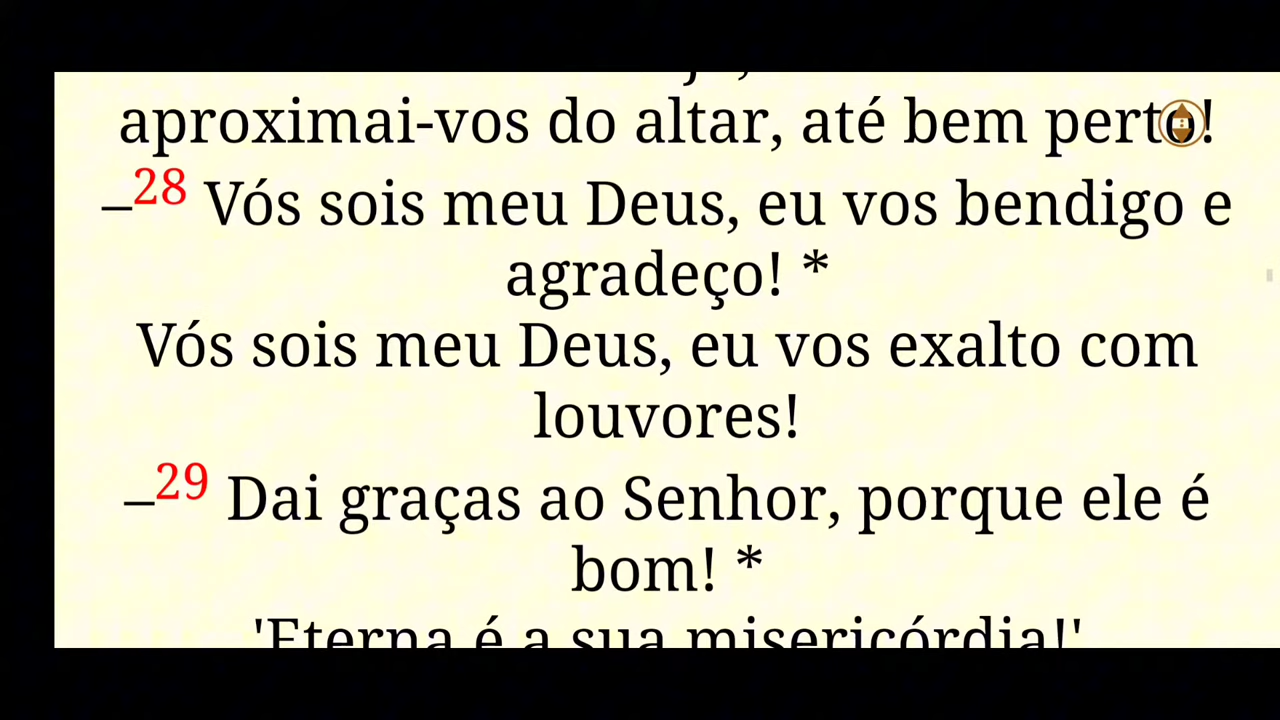 aproximai-vos do altar, até bem perto!
–28 Vós sois meu Deus, eu vos bendigo e
agradeço! *
Vós sois meu Deus, eu vos exalto com
louvores!
–29 Dai graças ao Senhor, porque ele é
bom! *
'Eterna é a sua misericórdia!'